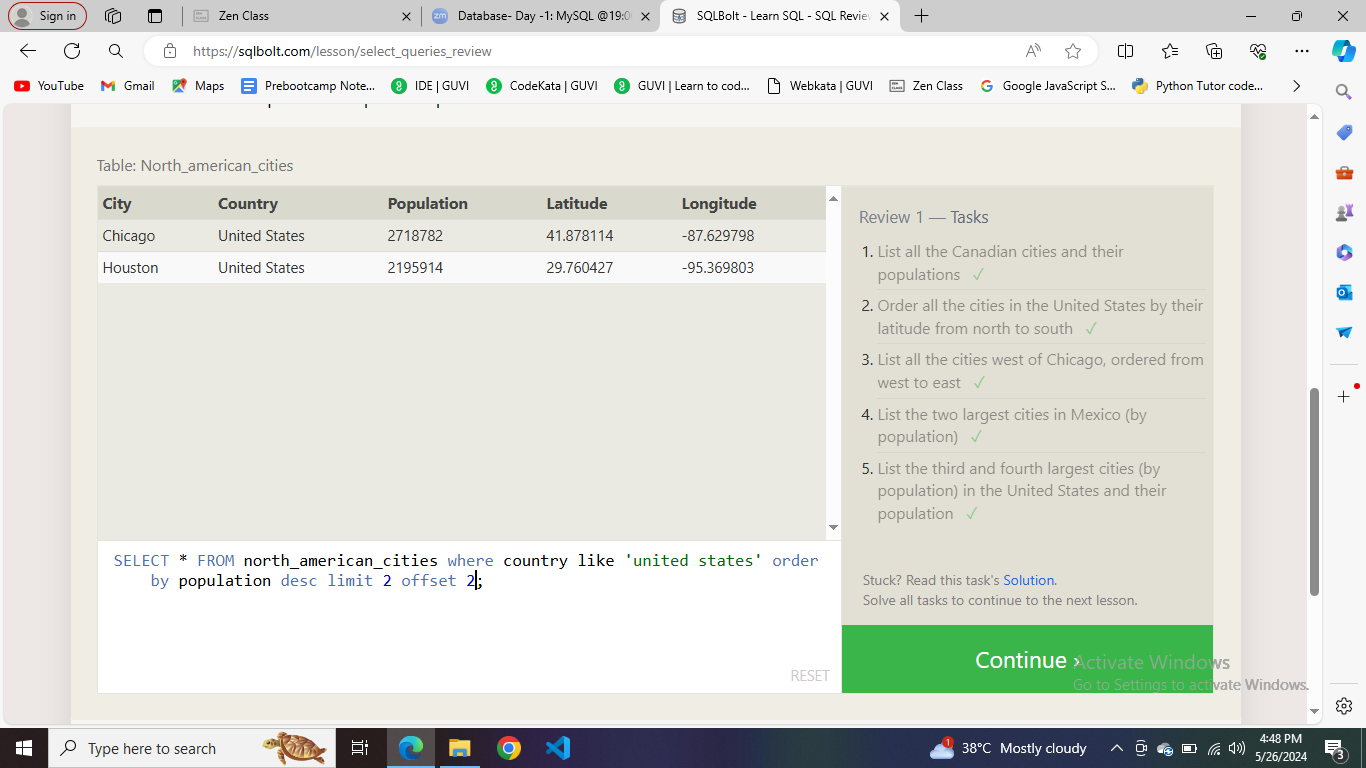 Sign in
Zen Class
Database- Day -1: MySQL @19:0
SQLBolt - Learn SQL - SQL Review
https://sqlbolt.com/lesson/select_queries_review
YouTube
Gmail
Maps
Prebootcamp Note...
IDE | GUVI
CodeKata | GUVI
GUVI | Learn to cod...
Webkata | GUVI
Zen Class
Google JavaScript S...
Python Tutor code...
Table: North_american_cities
City Country Population Latitude Longitude
Chicago United States 2718782 41.878114 -87.629798
Houston United States 2195914 29.760427 -95.369803
Review 1 — Tasks
1. List all the Canadian cities and their
populations ✓
2. Order all the cities in the United States by their
latitude from north to south ✓
3. List all the cities west of Chicago, ordered from
west to east ✓
4. List the two largest cities in Mexico (by
population) ✓
5. List the third and fourth largest cities (by
population) in the United States and their
population ✓
SELECT * FROM north_american_cities where country like 'united states' order
by population desc limit 2 offset 2;
RESET
Stuck? Read this task's Solution.
Solve all tasks to continue to the next lesson.
Continue ›
Activate Windows
Go to Settings to activate Windows.
Type here to search
1
38°C Mostly cloudy
4:48 PM
5/26/2024
3